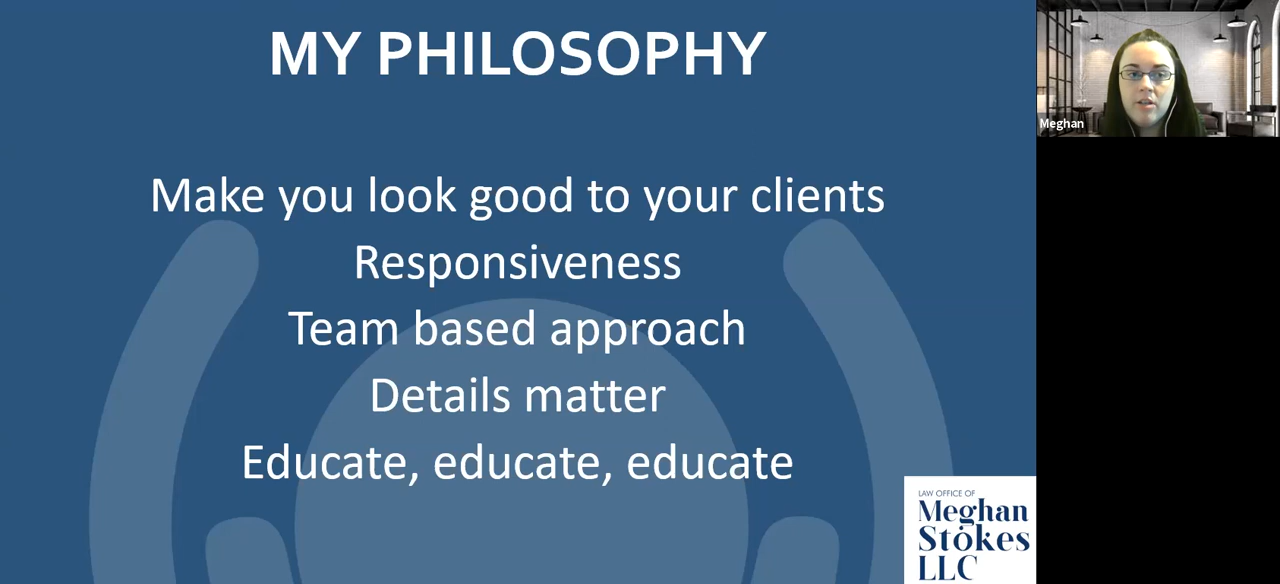 MY PHILOSOPHY
Make you look good to your clients
Responsiveness
Team based approach
Details matter
Educate, educate, educate
Meghan
LAW OFFICE OF
Meghan
Stokes
LLC